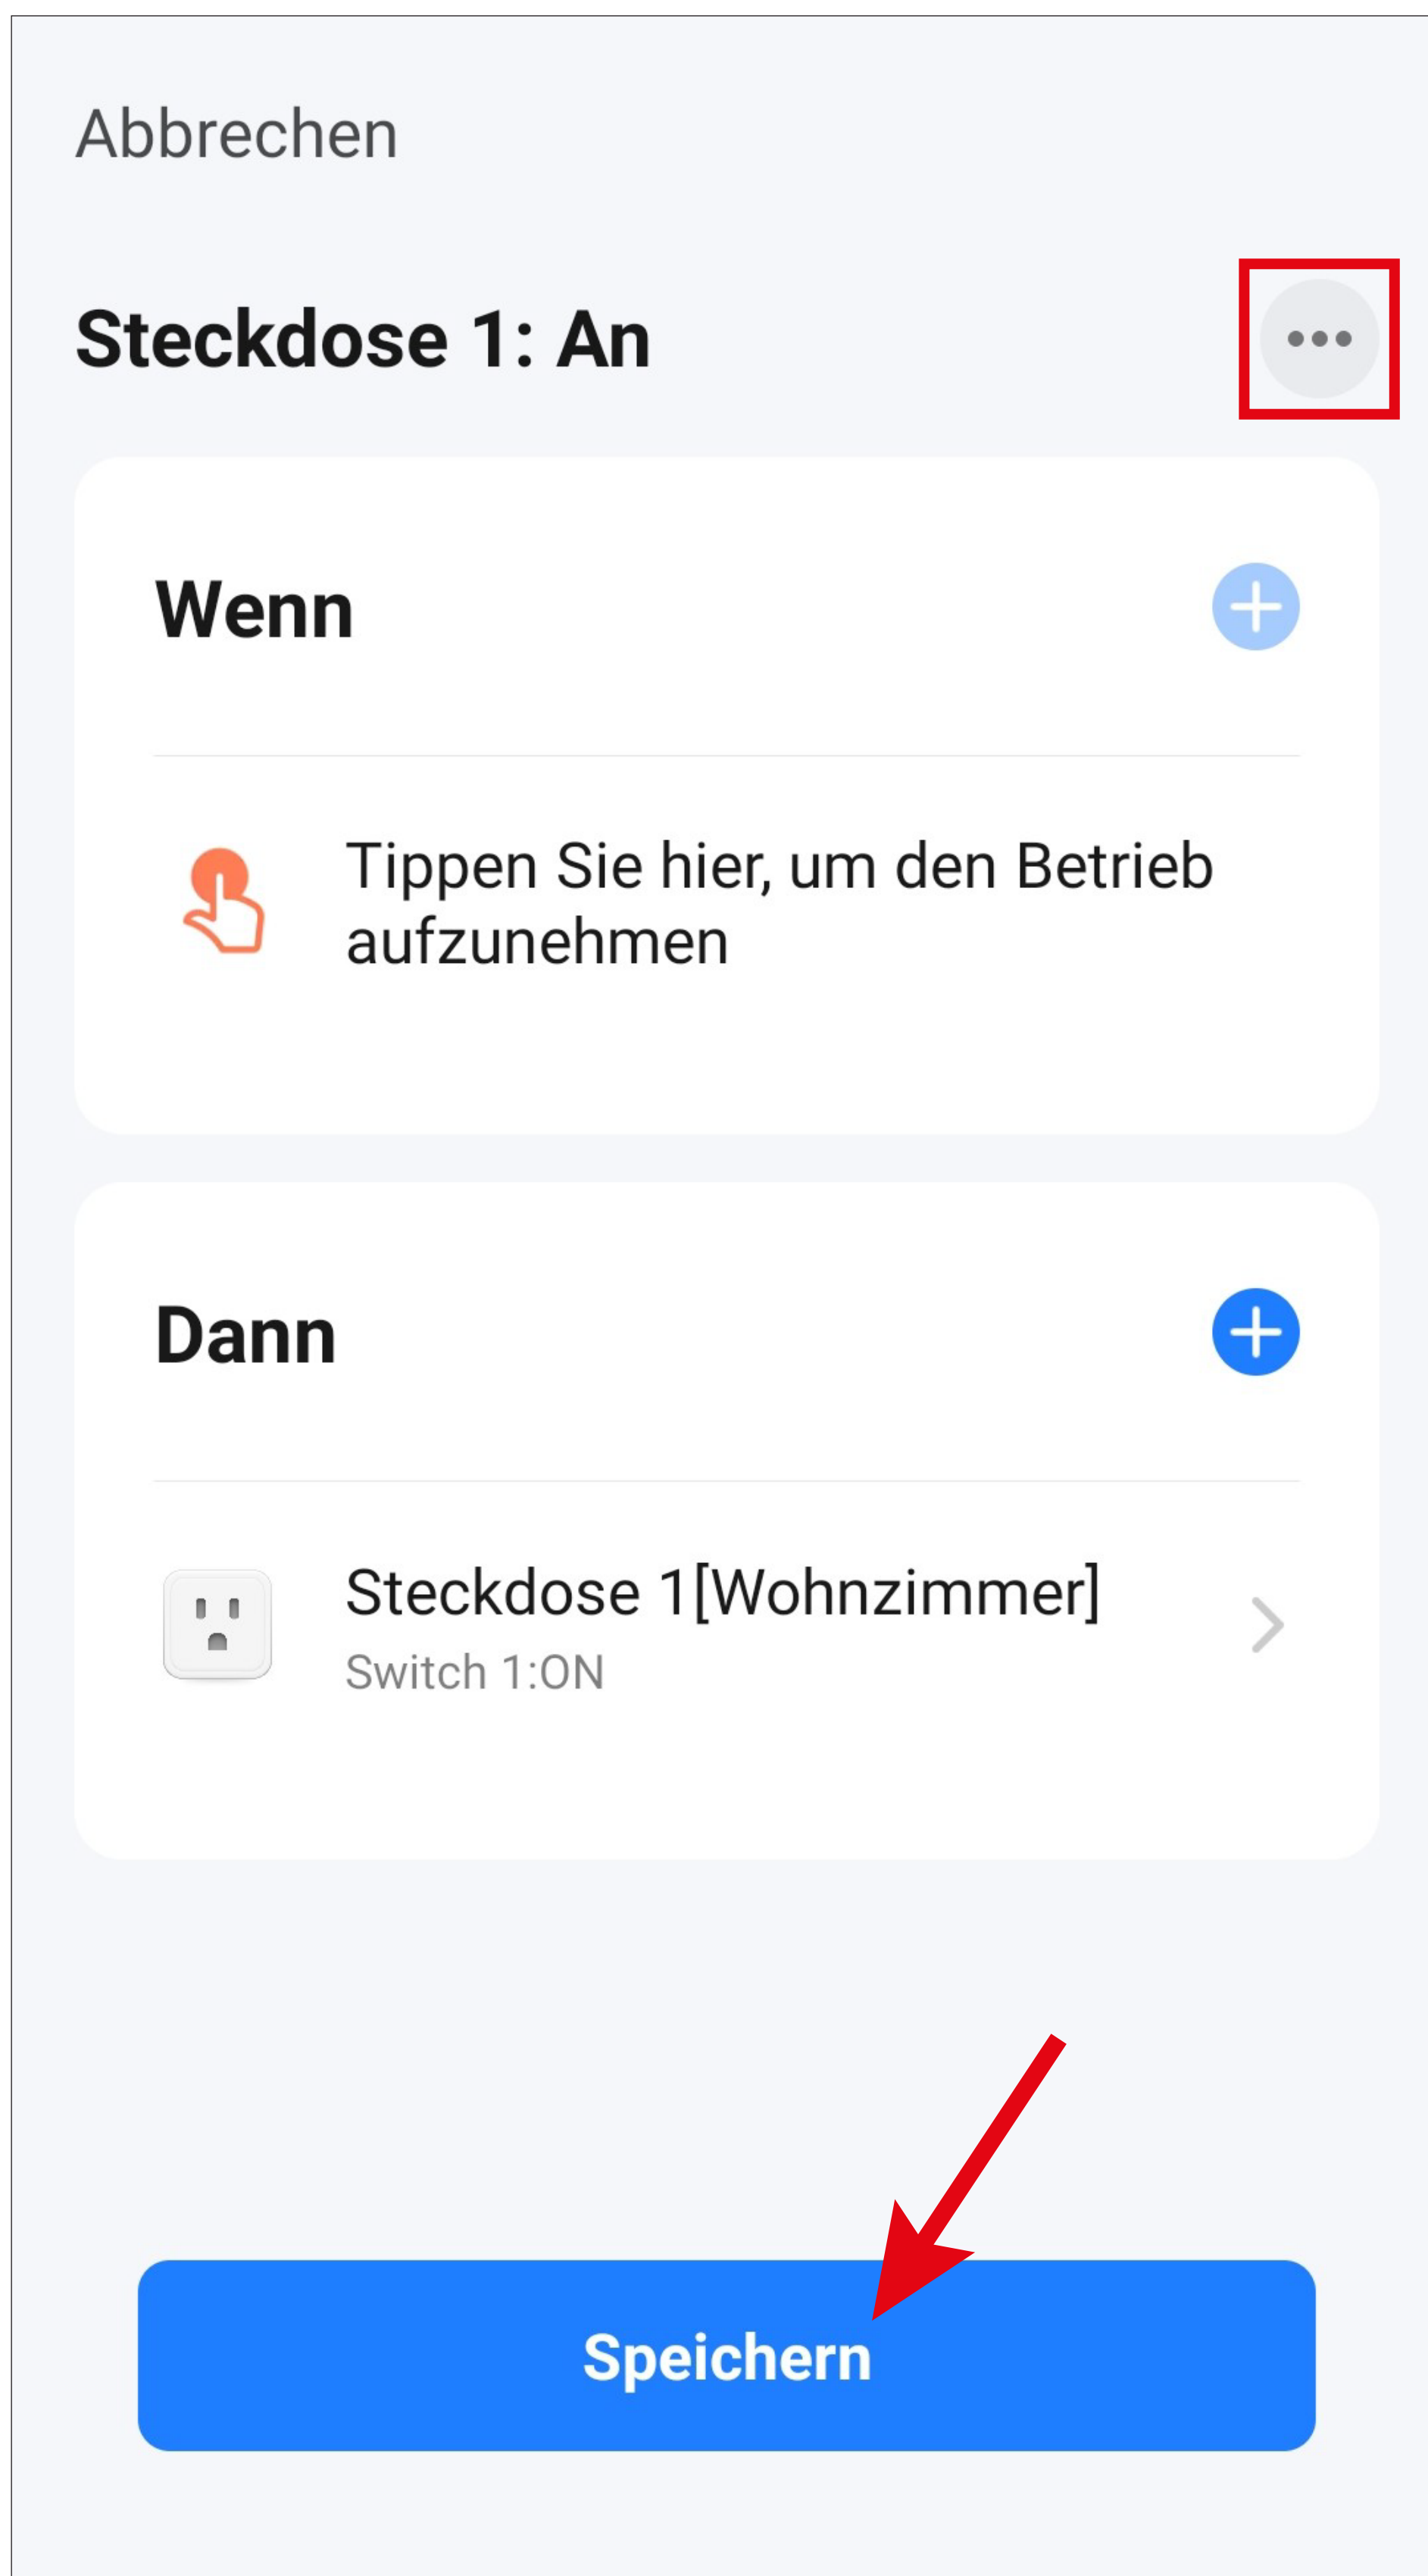 Abbrechen
Steckdose 1: An
Wenn
Tippen Sie hier, um den Betrieb
aufzunehmen
Dann
Steckdose 1[Wohnzimmer]
Switch 1:ON
Speichern